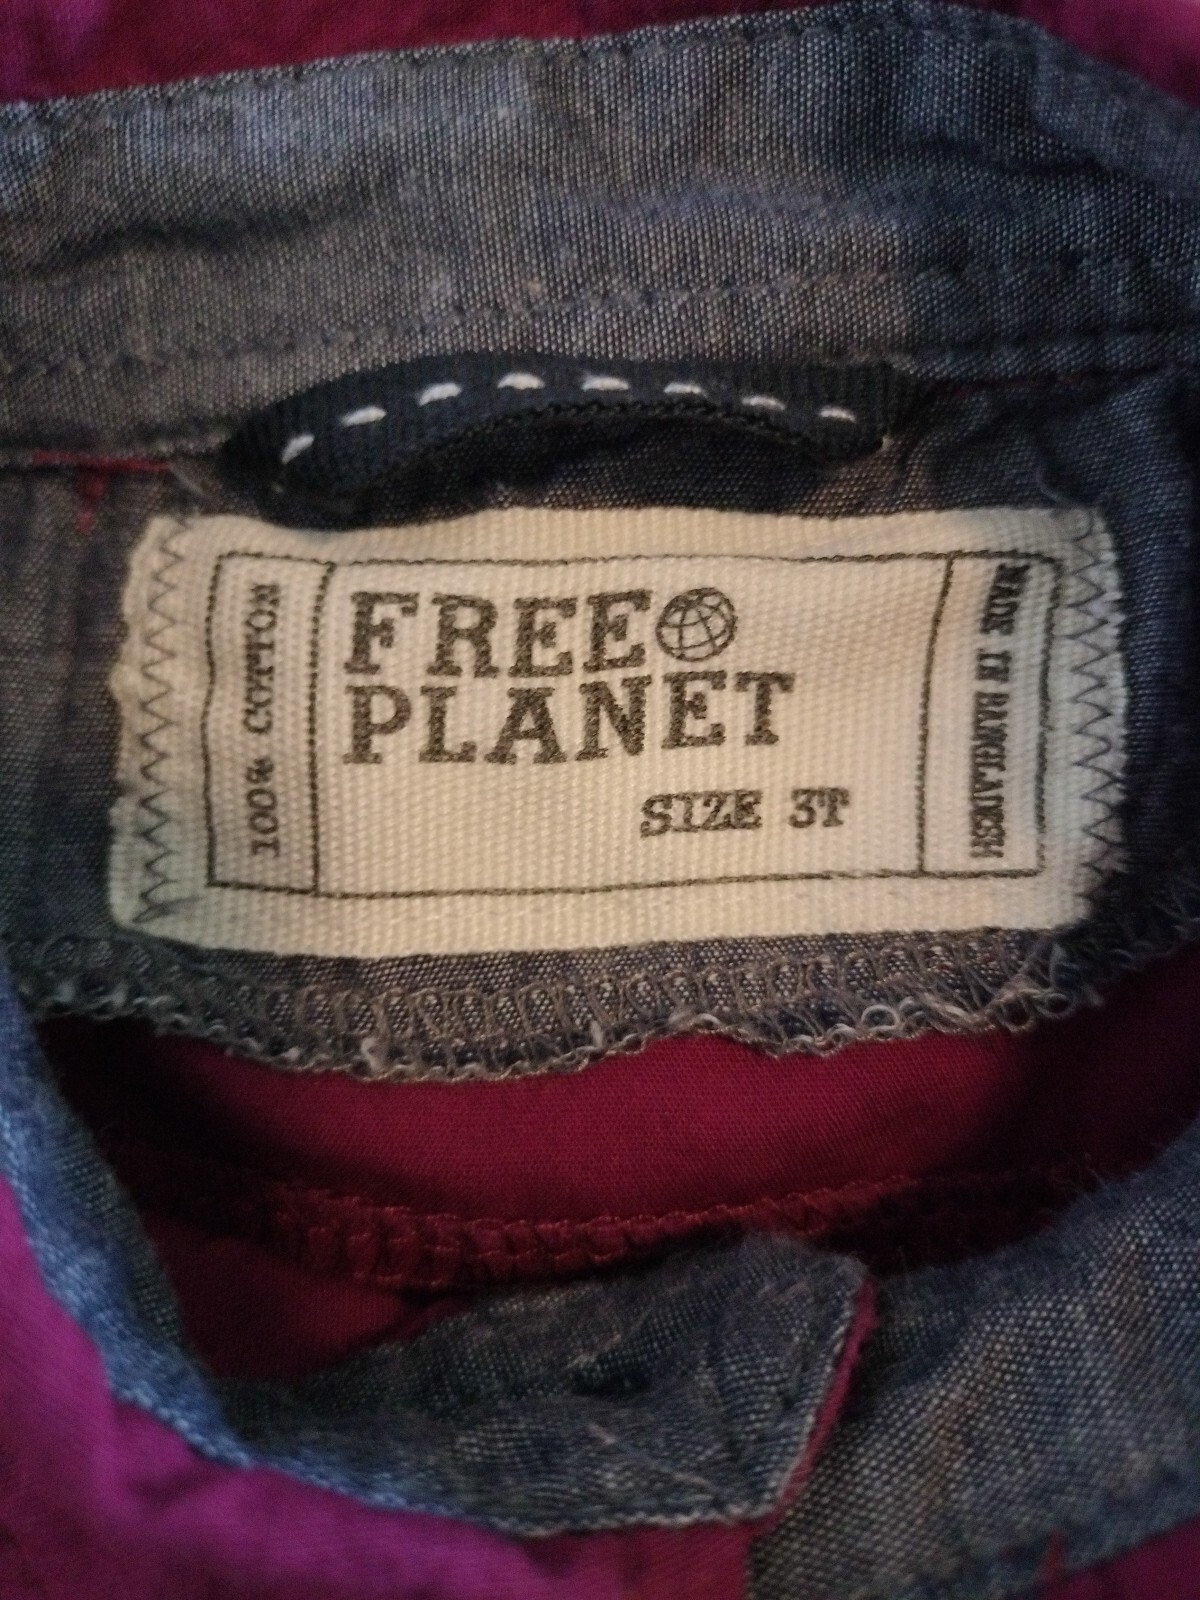 100% COTTON
FREE
PLANET
SIZE 3T
MADE IN BANGLADESH